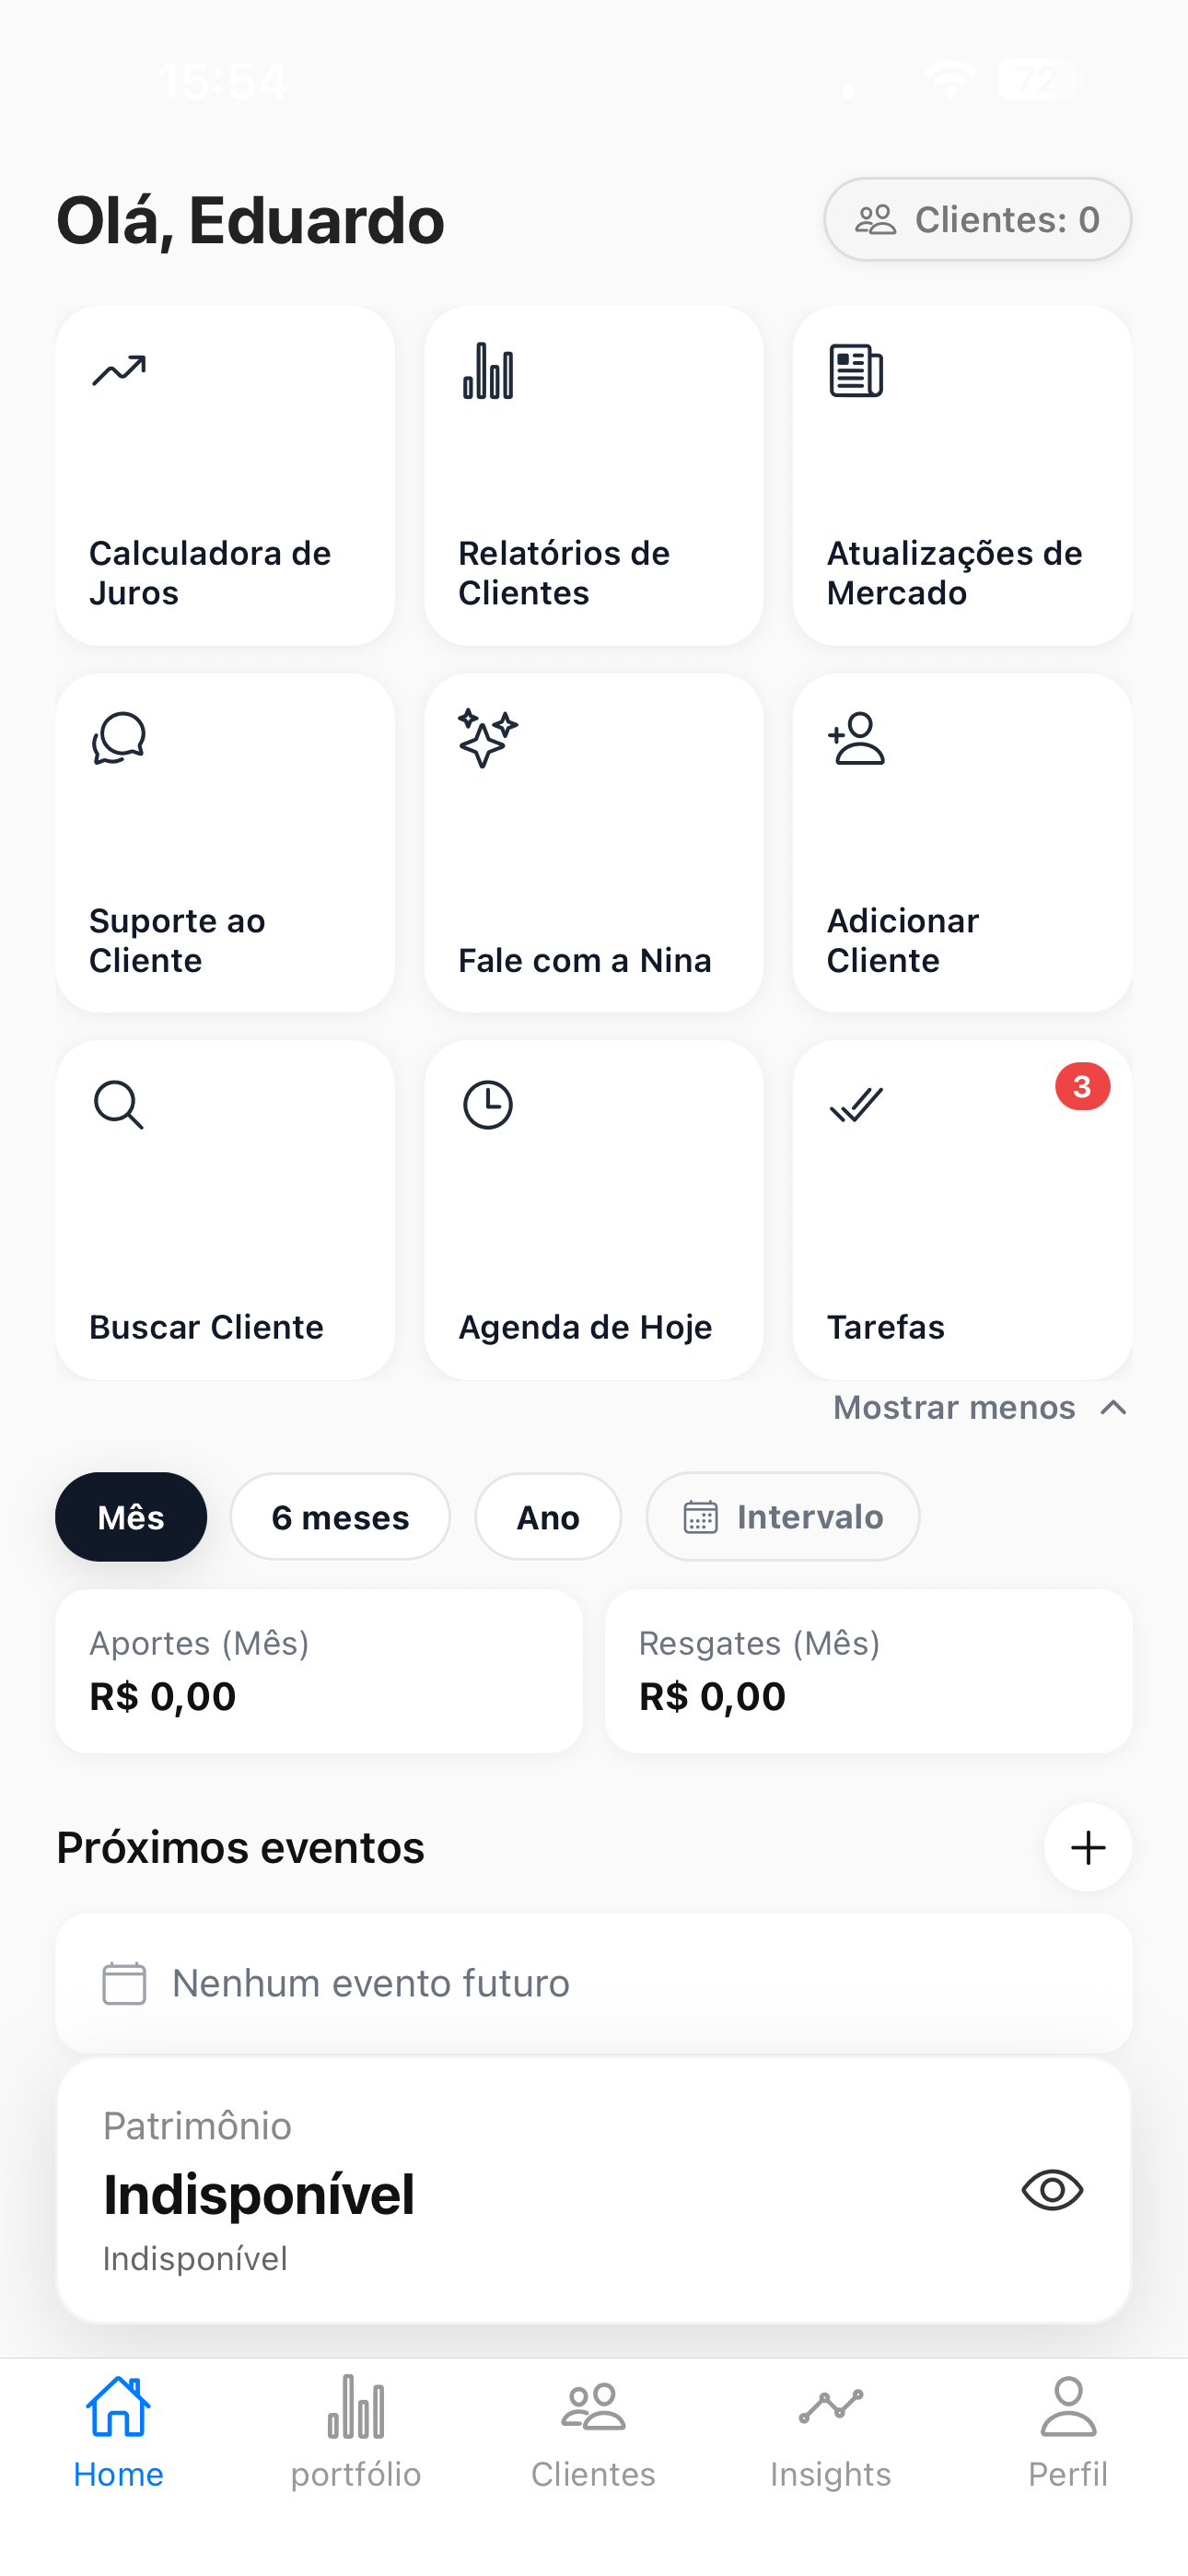 15:54
72
Olá, Eduardo
Clientes: 0
Calculadora de
Juros
Relatórios de
Clientes
Atualizações de
Mercado
Suporte ao
Cliente
Fale com a Nina
Adicionar
Cliente
Buscar Cliente
Agenda de Hoje
3
Tarefas
Mostrar menos
Mês
6 meses
Ano
Intervalo
Aportes (Mês)
R$ 0,00
Resgates (Mês)
R$ 0,00
Próximos eventos
Nenhum evento futuro
Patrimônio
Indisponível
Indisponível
Home
portfólio
Clientes
Insights
Perfil